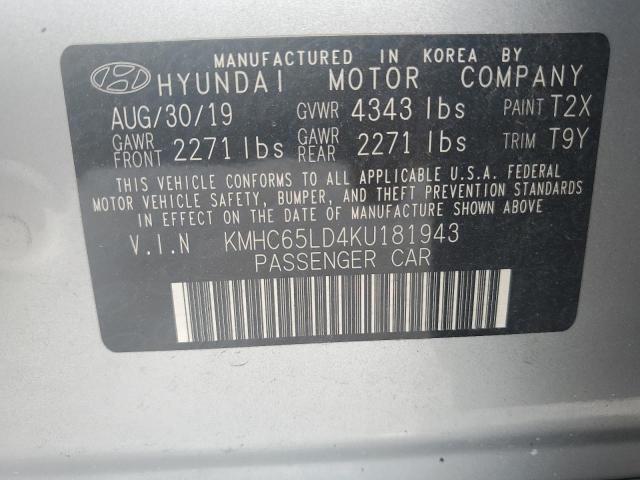 MANUFACTURED IN KOREA BY
HYUNDAI MOTOR COMPANY
AUG/30/19 GVWR 4343 lbs PAINT T2X
GAWR FRONT 2271 lbs GAWR REAR 2271 lbs TRIM T9Y
THIS VEHICLE CONFORMS TO APPLICABLE U.S.A. FEDERAL
MOTOR VEHICLE SAFETY, BUMPER, AND THEFT PREVENTION STANDARDS
IN EFFECT ON THE DATE OF MANUFACTURE SHOWN ABOVE.
V.I.N KMHC65LD4KU181943
PASSENGER CAR